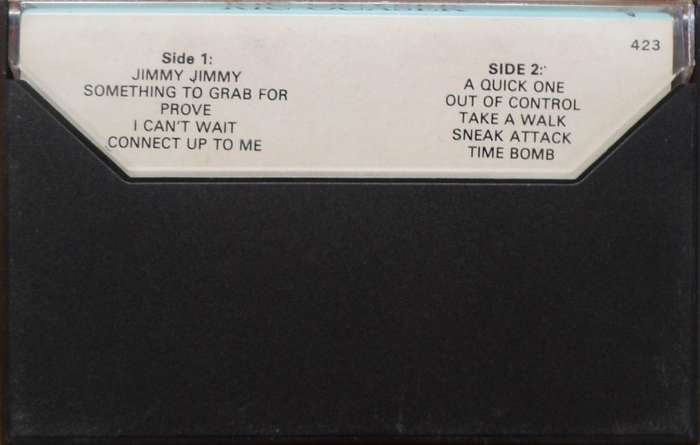 423
Side 1:
JIMMY JIMMY
SOMETHING TO GRAB FOR
PROVE
I CAN'T WAIT
CONNECT UP TO ME
SIDE 2:
A QUICK ONE
OUT OF CONTROL
TAKE A WALK
SNEAK ATTACK
TIME BOMB